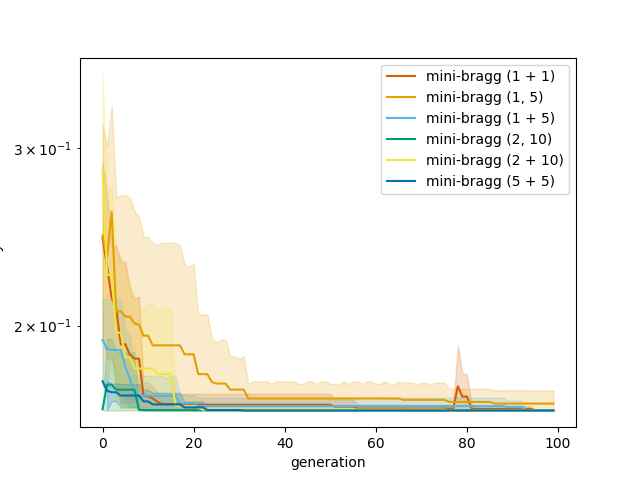 3 × 10⁻¹
2 × 10⁻¹
mini-bragg (1 + 1)
mini-bragg (1, 5)
mini-bragg (1 + 5)
mini-bragg (2, 10)
mini-bragg (2 + 10)
mini-bragg (5 + 5)
0 20 40 60 80 100
generation